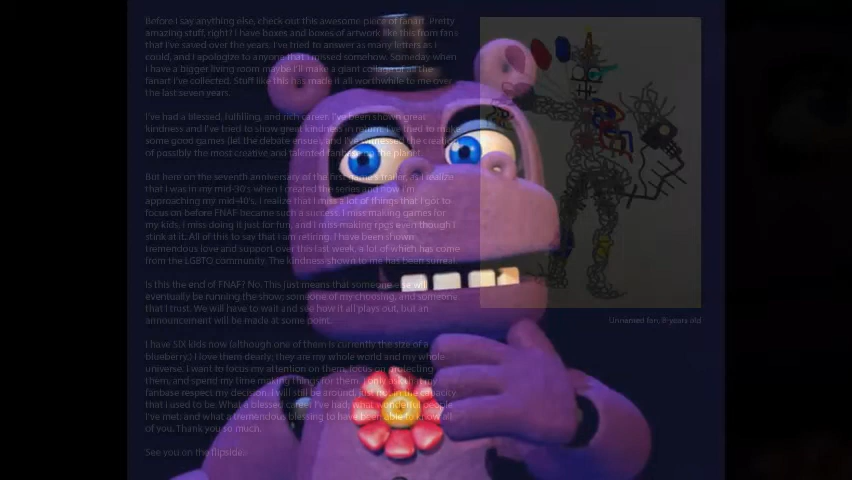 Before I say anything else, check out this awesome piece of fanart. Pretty
amazing stuff, right? I have boxes and boxes of artwork like this from fans
that I've saved over the years. I've tried to answer as many letters as I
could, and I apologize to anyone that I missed somehow. Someday when
I have a bigger living room maybe I'll make a giant collage of all the
fanart I've collected. Stuff like this has made it all worthwhile to me over
the last seven years.
I've had a blessed, fulfilling, and rich career. I've been shown great
kindness and I've tried to show great kindness in return. I've tried to make
some good games (let the debate ensue), and I've witnessed the creation
of possibly the most creative and talented fanbase on the planet.
But here on the seventh anniversary of the first game's trailer, as I realize
that I was in my mid-30's when I created the series and now I'm
approaching my mid-40's, I realize that I miss a lot of things that I got to
focus on before FNAF became such a success. I miss making games for
my kids, I miss doing it just for fun, and I miss making rpgs even though I
stink at it. All of this to say that I am retiring. I have been shown
tremendous love and support over this last week, a lot of which has come
from the LGBTQ community. The kindness shown to me has been surreal.
Is this the end of FNAF? No. This just means that someone else will
eventually be running the show; someone of my choosing, and someone
that I trust. We will have to wait and see how it all plays out, but an
announcement will be made at some point.
I have SIX kids now (although one of them is currently the size of a
blueberry,) I love them dearly; they are my whole world and my whole
universe. I want to focus my attention on them; focus on protecting
them, and spend my time making things for them. I only ask that my
fanbase respect my decision. I will still be around, just not in the capacity
that I used to be. What a blessed career I've had; what wonderful people
I've met; and what a tremendous blessing to have been able to know all
of you. Thank you so much.
See you on the flipside.
Unnamed fan, 8 years old